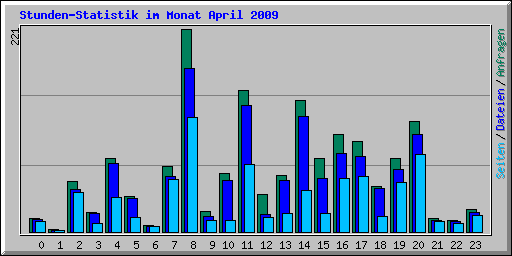 Stunden-Statistik im Monat April 2009
221
Seiten / Dateien / Anfragen
0 1 2 3 4 5 6 7 8 9 10 11 12 13 14 15 16 17 18 19 20 21 22 23